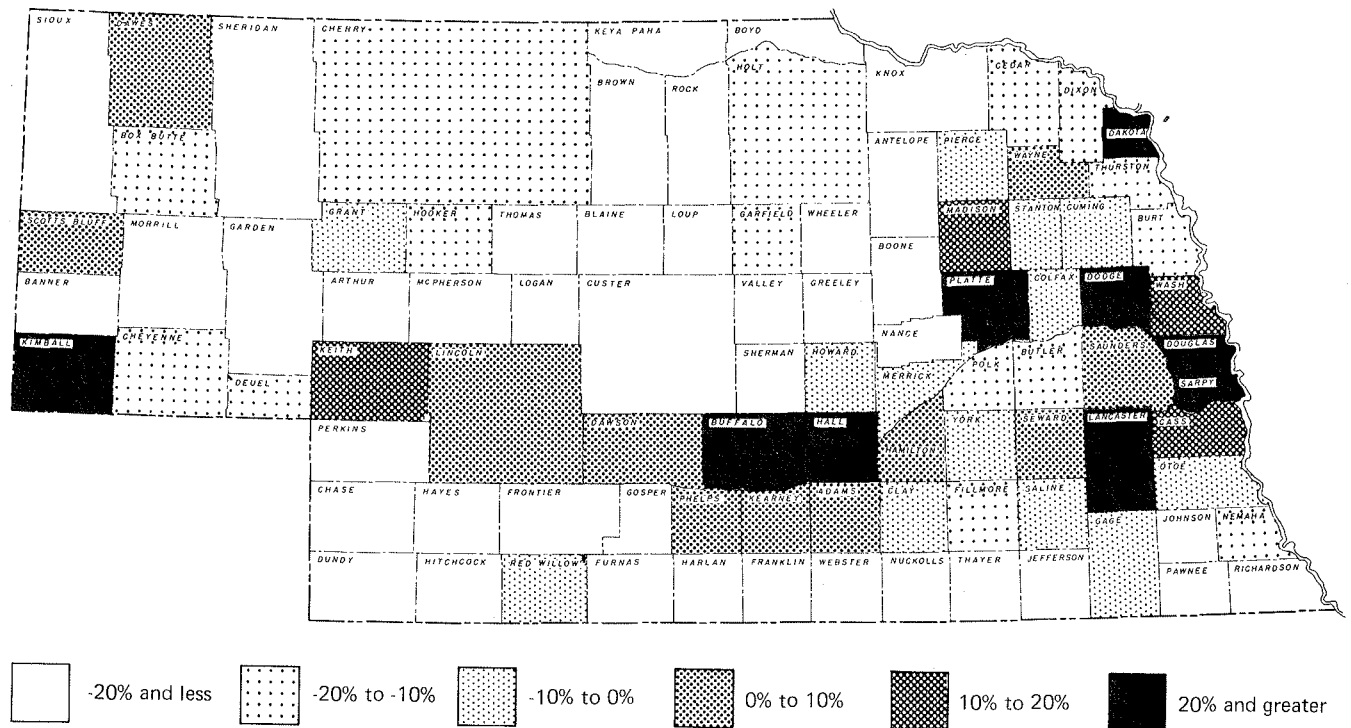 SIOUX
DAWES
SHERIDAN
CHERRY
KEYA PAHA
BOYD
HOLT
BROWN
ROCK
KNOX
CEDAR
DIXON
DAKOTA
BOX BUTTE
ANTELOPE
PIERCE
WAYNE
THURSTON
SCOTTS BLUFF
MORRILL
GARDEN
GRANT
HOOKER
THOMAS
BLAINE
LOUP
GARFIELD
WHEELER
BOONE
MADISON
STANTON
CUMING
BURT
BANNER
ARTHUR
MCPHERSON
LOGAN
CUSTER
VALLEY
GREELEY
NANCE
PLATTE
COLFAX
DODGE
WASH
KIMBALL
CHEYENNE
DEUEL
KEITH
LINCOLN
SHERMAN
HOWARD
MERRICK
POLK
BUTLER
SAUNDERS
DOUGLAS
SARPY
PERKINS
DAWSON
BUFFALO
HALL
HAMILTON
YORK
SEWARD
LANCASTER
CASS
OTOE
CHASE
HAYES
FRONTIER
GOSPER
PHELPS
KEARNEY
ADAMS
CLAY
FILLMORE
SALINE
GAGE
JOHNSON
NEMAHA
DUNDY
HITCHCOCK
RED WILLOW
FURNAS
HARLAN
FRANKLIN
WEBSTER
NUCKOLLS
THAYER
JEFFERSON
PAWNEE
RICHARDSON
-20% and less
-20% to -10%
-10% to 0%
0% to 10%
10% to 20%
20% and greater